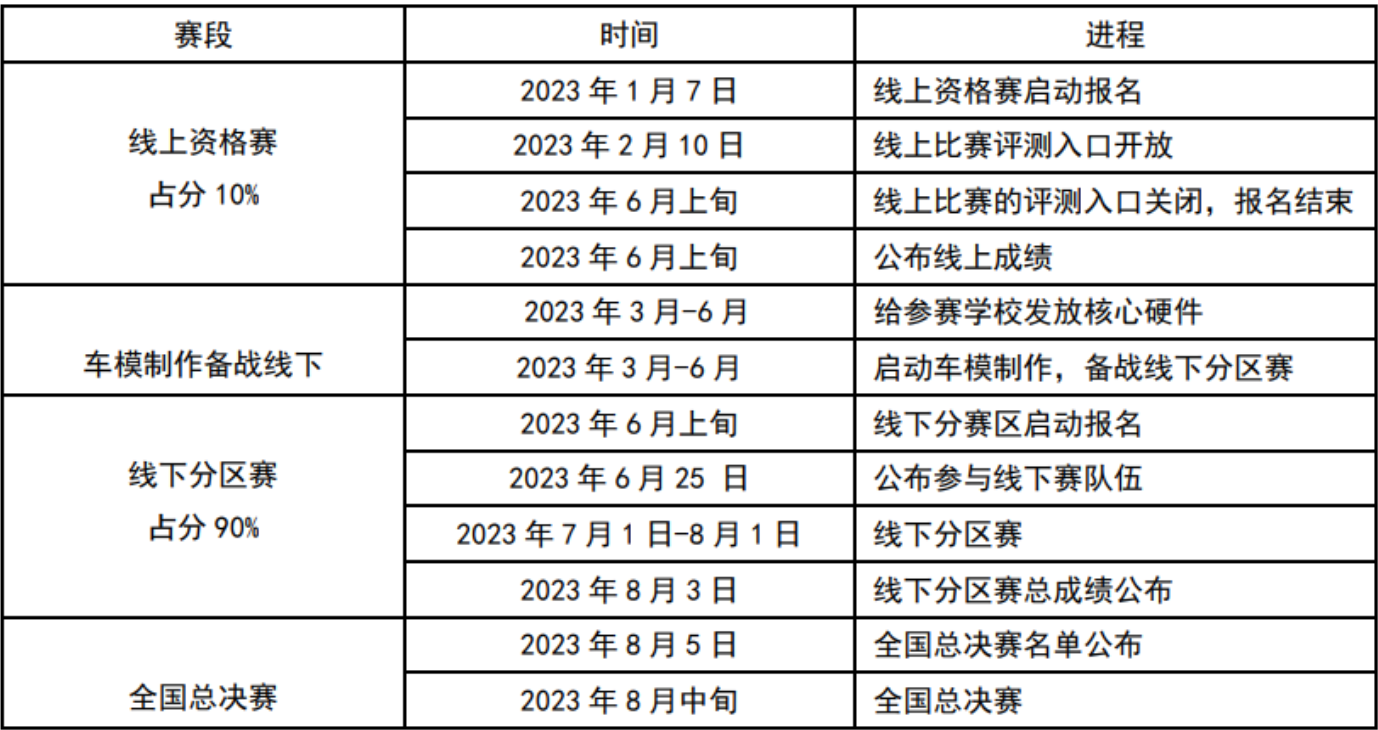 赛段 时间 进程
线上资格赛
占分 10%
2023 年 1 月 7 日 线上资格赛启动报名
2023 年 2 月 10 日 线上比赛评测入口开放
2023 年 6 月上旬 线上比赛的评测入口关闭，报名结束
2023 年 6 月上旬 公布线上成绩
车模制作备战线下
2023 年 3 月-6 月 给参赛学校发放核心硬件
2023 年 3 月-6 月 启动车模制作，备战线下分区赛
线下分区赛
占分 90%
2023 年 6 月上旬 线下分赛区启动报名
2023 年 6 月 25 日 公布参与线下赛队伍
2023 年 7 月 1 日-8 月 1 日 线下分区赛
2023 年 8 月 3 日 线下分区赛总成绩公布
全国总决赛
2023 年 8 月 5 日 全国总决赛名单公布
2023 年 8 月中旬 全国总决赛